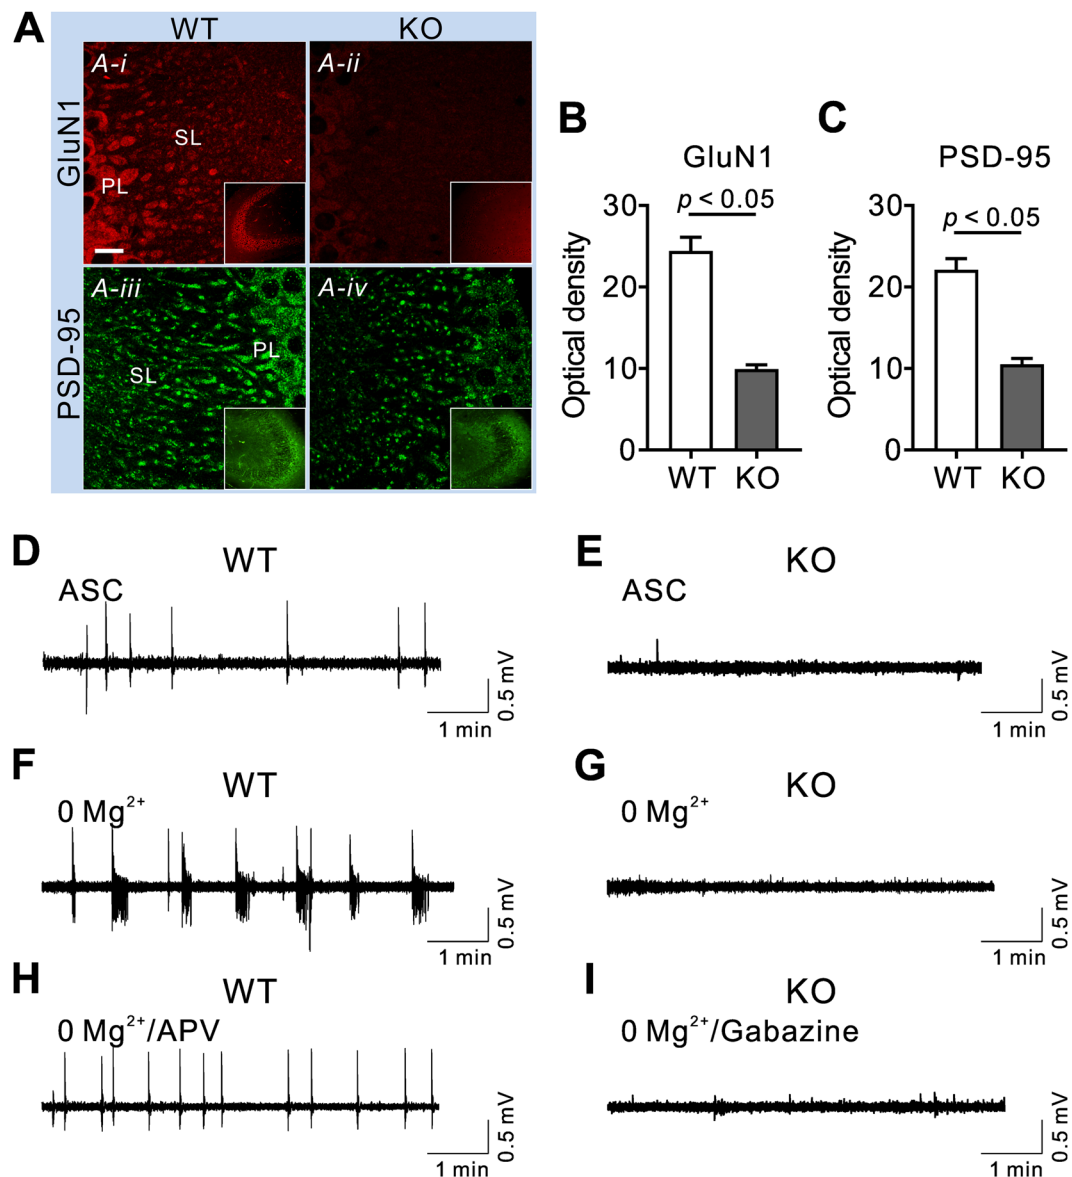 A
WT
KO
GluN1
PSD-95
A-i
SL
PL
A-ii
A-iii
SL
PL
A-iv
B
GluN1
p < 0.05
Optical density
30
20
10
0
WT KO
C
PSD-95
p < 0.05
Optical density
30
20
10
0
WT KO
D
WT
ASC
0.5 mV
1 min
E
KO
ASC
0.5 mV
1 min
F
WT
0 Mg²⁺
0.5 mV
1 min
G
KO
0 Mg²⁺
0.5 mV
1 min
H
WT
0 Mg²⁺/APV
0.5 mV
1 min
I
KO
0 Mg²⁺/Gabazine
0.5 mV
1 min